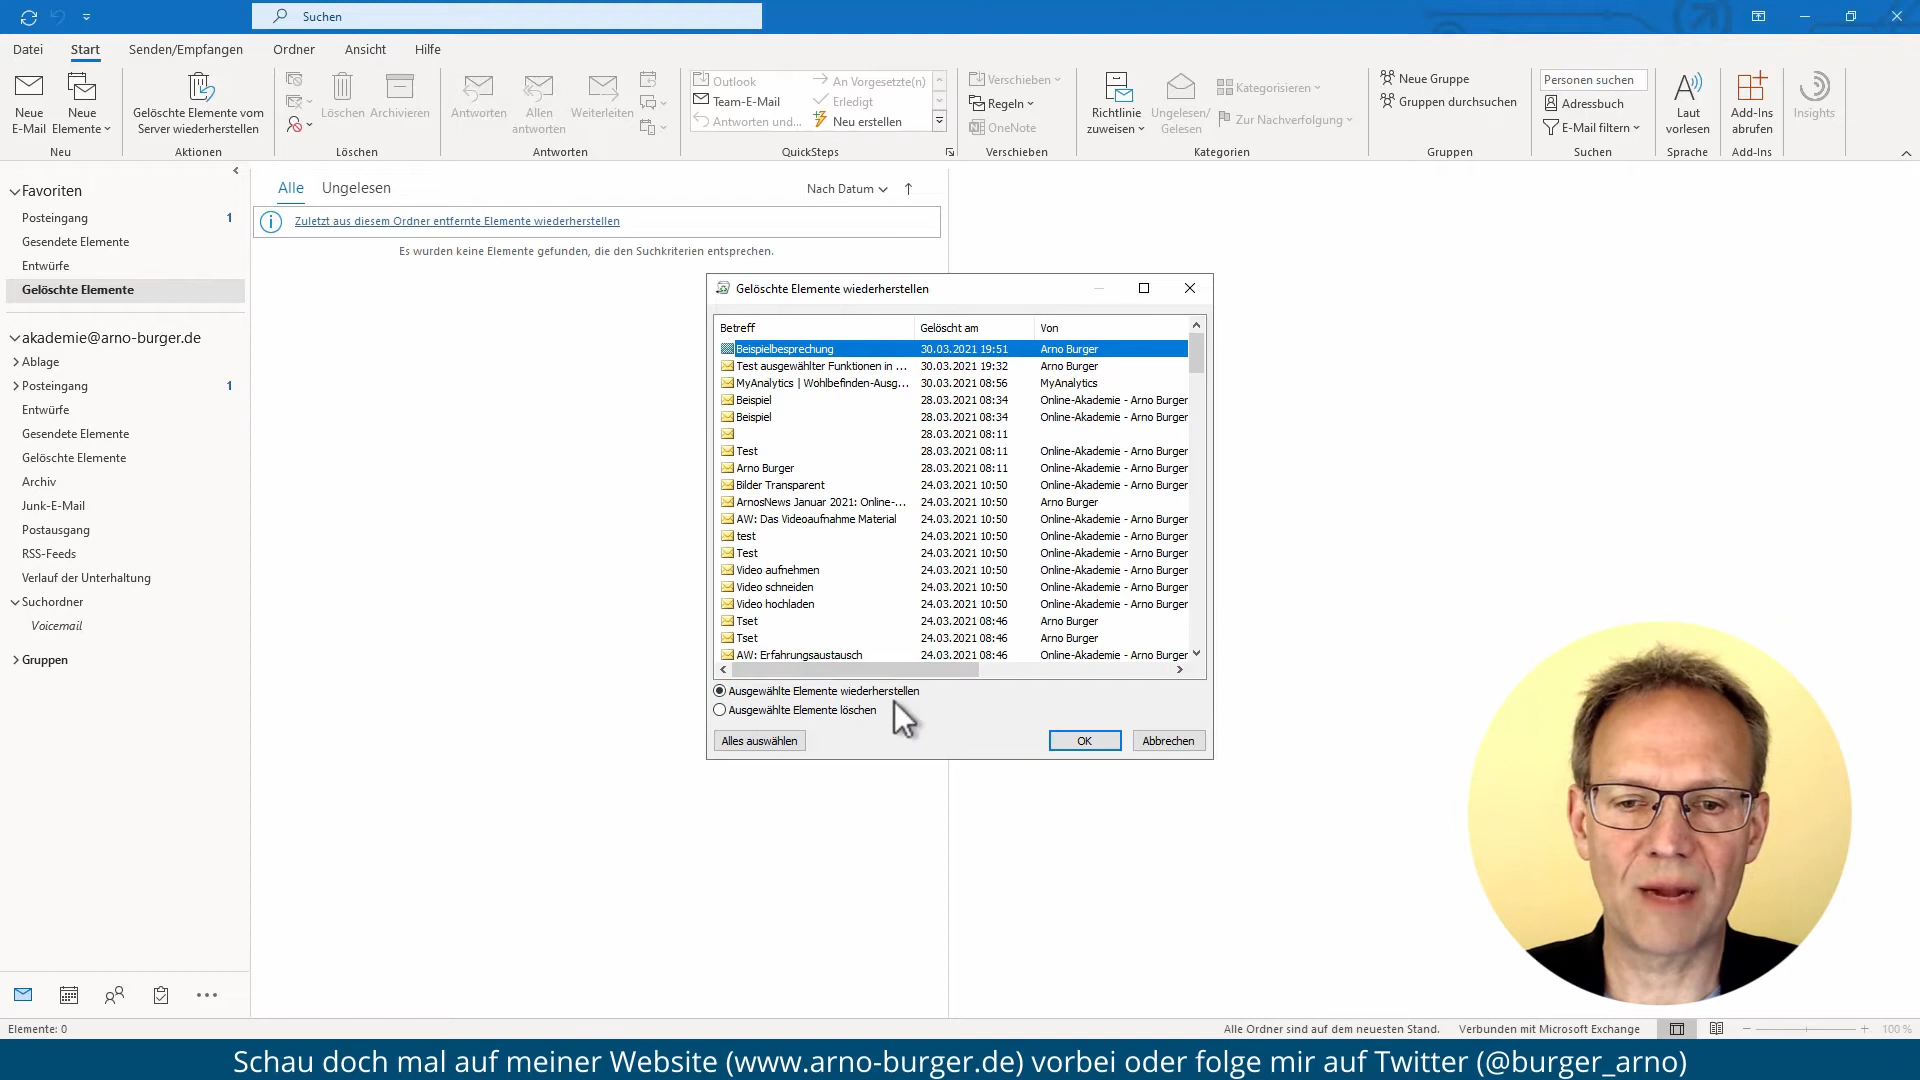 Suchen
Datei Start Senden/Empfangen Ordner Ansicht Hilfe
Neue E-Mail
Neue Elemente
Neu
Gelöschte Elemente vom Server wiederherstellen
Aktionen
Löschen
Archivieren
Löschen
Antworten
Allen antworten
Weiterleiten
Antworten
Outlook
Team-E-Mail
Antworten und...
An Vorgesetzte(n)
Erledigt
Neu erstellen
QuickSteps
Verschieben
Regeln
OneNote
Verschieben
Richtlinie zuweisen
Ungelesen/ Gelesen
Kategorisieren
Zur Nachverfolgung
Kategorien
Neue Gruppe
Gruppen durchsuchen
Gruppen
Personen suchen
Adressbuch
E-Mail filtern
Suchen
Laut vorlesen
Sprache
Add-Ins abrufen
Add-Ins
Insights
Favoriten
Posteingang 1
Gesendete Elemente
Entwürfe
Gelöschte Elemente
akademie@arno-burger.de
Ablage
Posteingang 1
Entwürfe
Gesendete Elemente
Gelöschte Elemente
Archiv
Junk-E-Mail
Postausgang
RSS-Feeds
Verlauf der Unterhaltung
Suchordner
Voicemail
Gruppen
Alle Ungelesen Nach Datum
Zuletzt aus diesem Ordner entfernte Elemente wiederherstellen
Es wurden keine Elemente gefunden, die den Suchkriterien entsprechen.
Gelöschte Elemente wiederherstellen
Betreff Gelöscht am Von
Beispielbesprechung 30.03.2021 19:51 Arno Burger
Test ausgewählter Funktionen in ... 30.03.2021 19:32 Arno Burger
MyAnalytics | Wohlbefinden-Ausg... 30.03.2021 08:56 MyAnalytics
Beispiel 28.03.2021 08:34 Online-Akademie - Arno Burger
Beispiel 28.03.2021 08:34 Online-Akademie - Arno Burger
28.03.2021 08:11
Test 28.03.2021 08:11 Online-Akademie - Arno Burger
Arno Burger 28.03.2021 08:11 Online-Akademie - Arno Burger
Bilder Transparent 24.03.2021 10:50 Online-Akademie - Arno Burger
ArnosNews Januar 2021: Online-... 24.03.2021 10:50 Arno Burger
AW: Das Videoaufnahme Material 24.03.2021 10:50 Online-Akademie - Arno Burger
test 24.03.2021 10:50 Online-Akademie - Arno Burger
Test 24.03.2021 10:50 Online-Akademie - Arno Burger
Video aufnehmen 24.03.2021 10:50 Online-Akademie - Arno Burger
Video schneiden 24.03.2021 10:50 Online-Akademie - Arno Burger
Video hochladen 24.03.2021 10:50 Online-Akademie - Arno Burger
Tset 24.03.2021 08:46 Arno Burger
Tset 24.03.2021 08:46 Arno Burger
AW: Erfahrungsaustausch 24.03.2021 08:46 Online-Akademie - Arno Burger
Ausgewählte Elemente wiederherstellen
Ausgewählte Elemente löschen
Alles auswählen OK Abbrechen
Elemente: 0 Alle Ordner sind auf dem neuesten Stand. Verbunden mit Microsoft Exchange 100 %
Schau doch mal auf meiner Website (www.arno-burger.de) vorbei oder folge mir auf Twitter (@burger_arno)